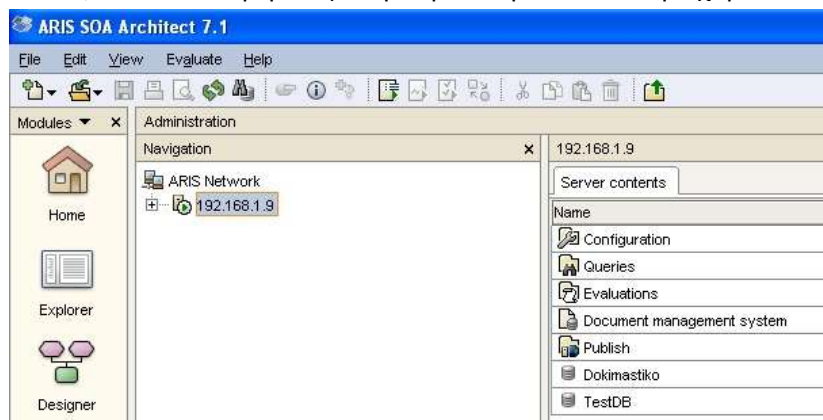 ARIS SOA Architect 7.1
File Edit View Evaluate Help
Modules
Administration
Navigation
192.168.1.9
ARIS Network
192.168.1.9
Server contents
Home
Name
Configuration
Queries
Evaluations
Explorer
Document management system
Publish
Dokimastiko
Designer
TestDB